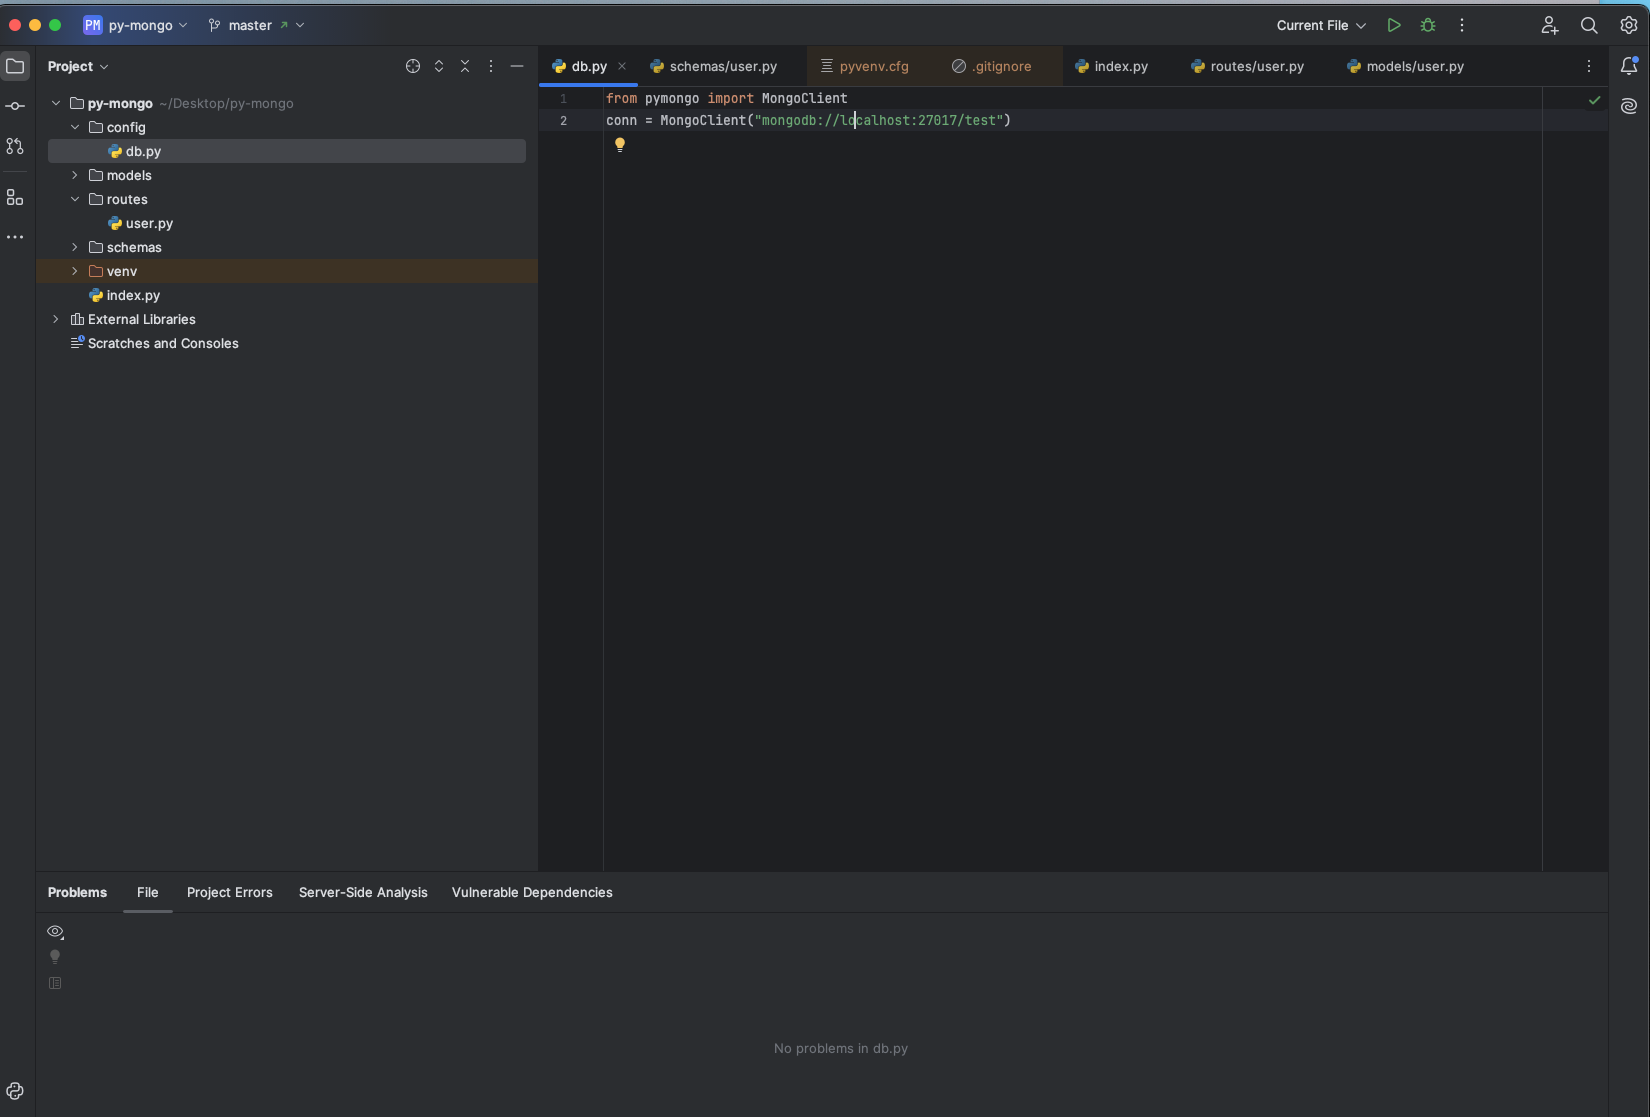 PM py-mongo master Current File
Project
py-mongo ~/Desktop/py-mongo
config
db.py
models
routes
user.py
schemas
venv
index.py
External Libraries
Scratches and Consoles
db.py schemas/user.py pyvenv.cfg .gitignore index.py routes/user.py models/user.py
1 from pymongo import MongoClient
2 conn = MongoClient("mongodb://localhost:27017/test")
Problems File Project Errors Server-Side Analysis Vulnerable Dependencies
No problems in db.py